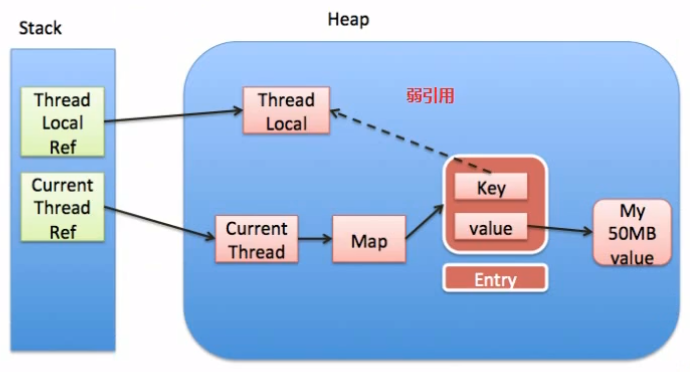 Stack
Heap
Thread
Local
Ref
Thread
Local
弱引用
Current
Thread
Ref
Key
Current
Thread
Map
value
My
50MB
value
Entry